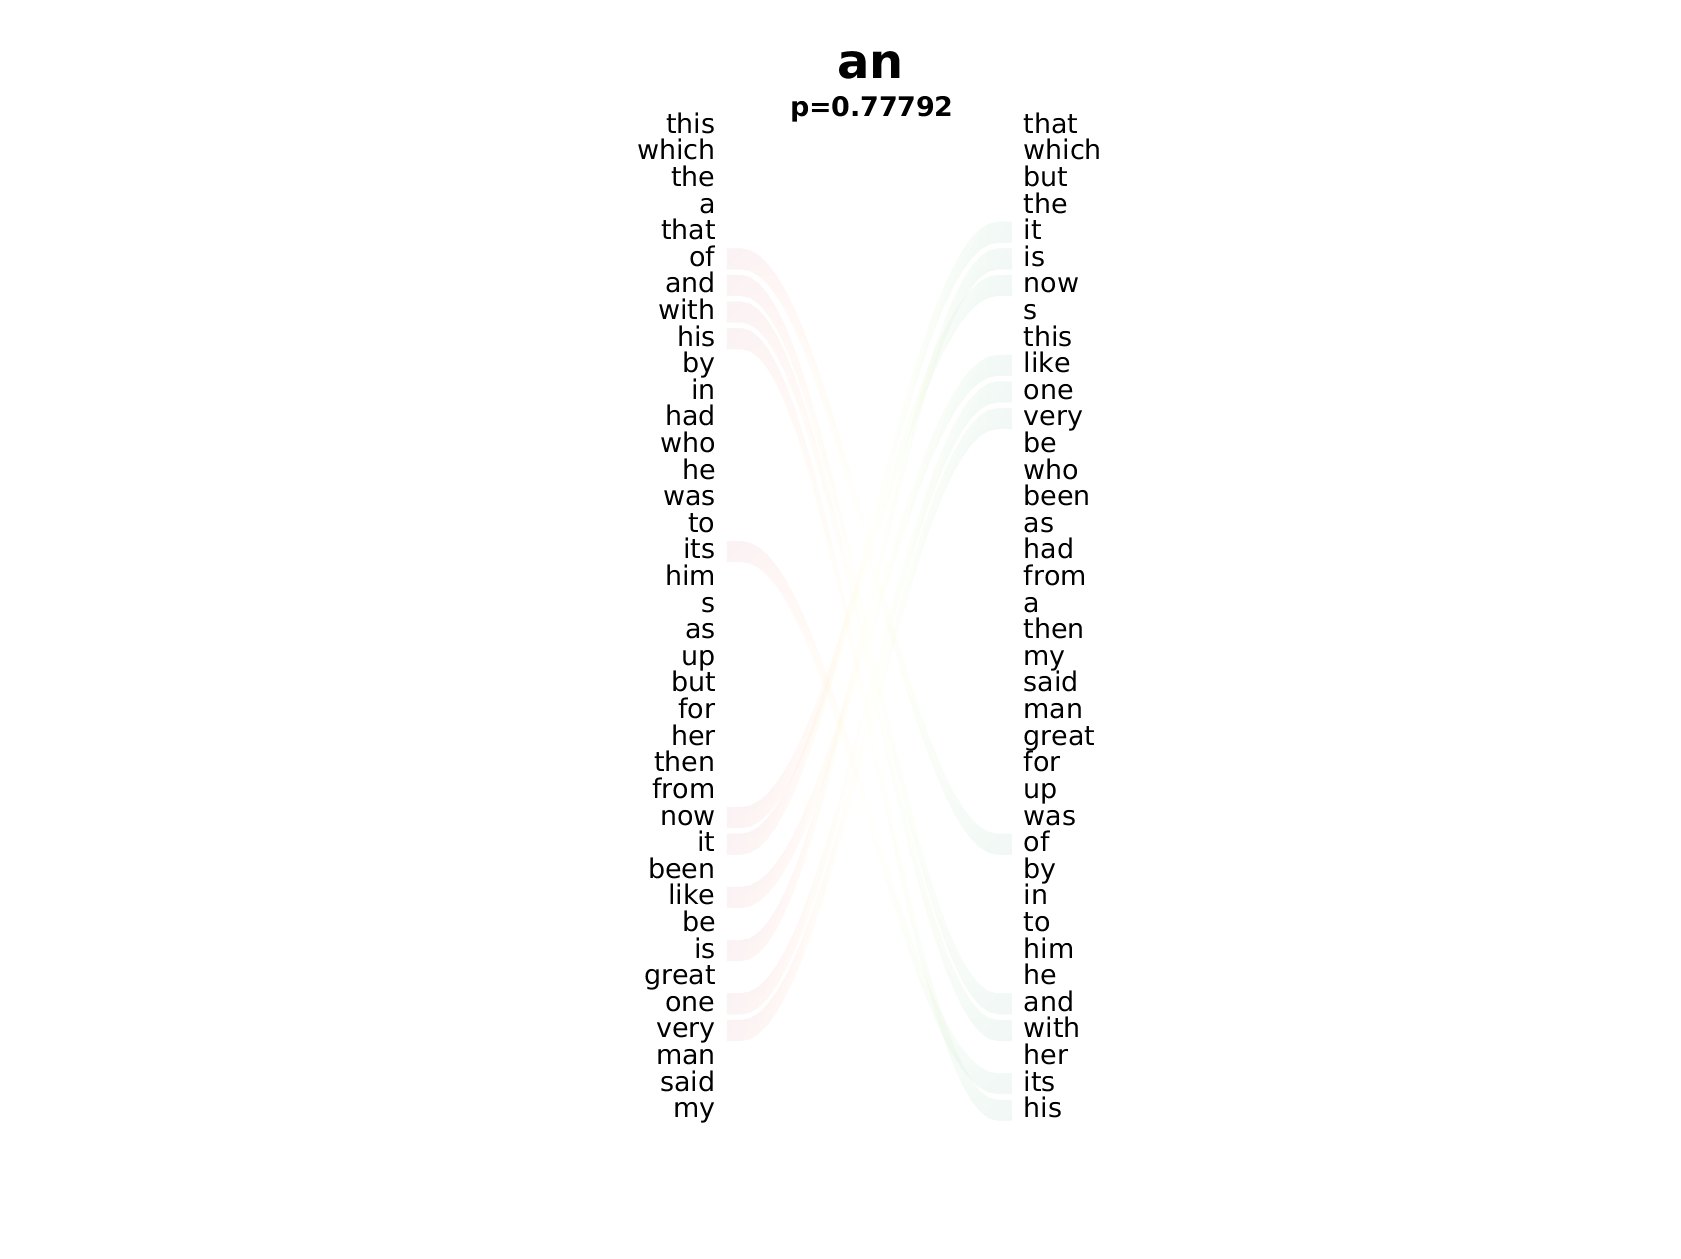 an
p=0.77792
this that
which which
the but
a the
that it
of is
and now
with s
his this
by like
in one
had very
who be
he who
was been
to as
its had
him from
s a
as then
up my
but said
for man
her great
then for
from up
now was
it of
been by
like in
be to
is him
great he
one and
very with
man her
said its
my his